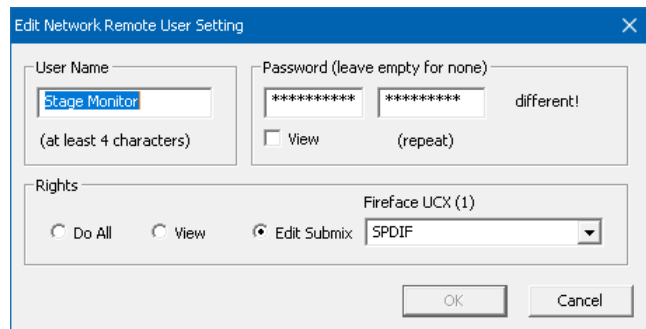 Edit Network Remote User Setting
User Name
Password (leave empty for none)
Stage Monitor
********** ********* different!
(at least 4 characters)
View
(repeat)
Rights
Fireface UCX (1)
Do All
View
Edit Submix
SPDIF
OK
Cancel